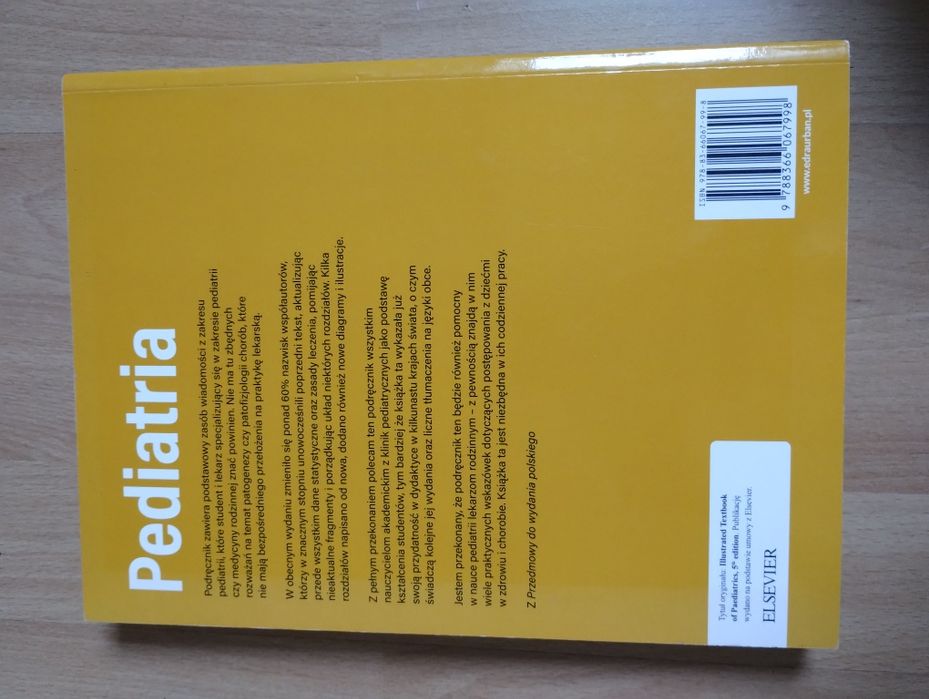 Pediatria
Podręcznik zawiera podstawowy zasób wiadomości z zakresu
pediatrii, które student i lekarz specjalizujący się w zakresie pediatrii
czy medycyny rodzinnej znać powinien. Nie ma tu zbędnych
rozważań na temat patogenezy czy patofizjologii chorób, które
nie mają bezpośredniego przełożenia na praktykę lekarską.
W obecnym wydaniu zmieniło się ponad 60% nazwisk współautorów,
którzy w znacznym stopniu unowocześnili poprzedni tekst, aktualizując
przede wszystkim dane statystyczne oraz zasady leczenia, pomijając
nieaktualne fragmenty i porządkując układ niektórych rozdziałów. Kilka
rozdziałów napisano od nowa, dodano również nowe diagramy i ilustracje.
Z pełnym przekonaniem polecam ten podręcznik wszystkim
nauczycielom akademickim z klinik pediatrycznych jako podstawę
kształcenia studentów, tym bardziej że książka ta wykazała już
swoją przydatność w dydaktyce w kilkunastu krajach świata, o czym
świadczą kolejne jej wydania oraz liczne tłumaczenia na języki obce.
Jestem przekonany, że podręcznik ten będzie również pomocny
w nauce pediatrii lekarzom rodzinnym – z pewnością znajdą w nim
wiele praktycznych wskazówek dotyczących postępowania z dziećmi
w zdrowiu i chorobie. Książka ta jest niezbędna w ich codziennej pracy.
Z Przedmowy do wydania polskiego
Tytuł oryginału: Illustrated Textbook
of Paediatrics, 5th edition. Publikację
wydano na podstawie umowy z Elsevier.
ELSEVIER
ISBN 978-83-66067-99-8
9 788366 067998
www.edraurban.pl